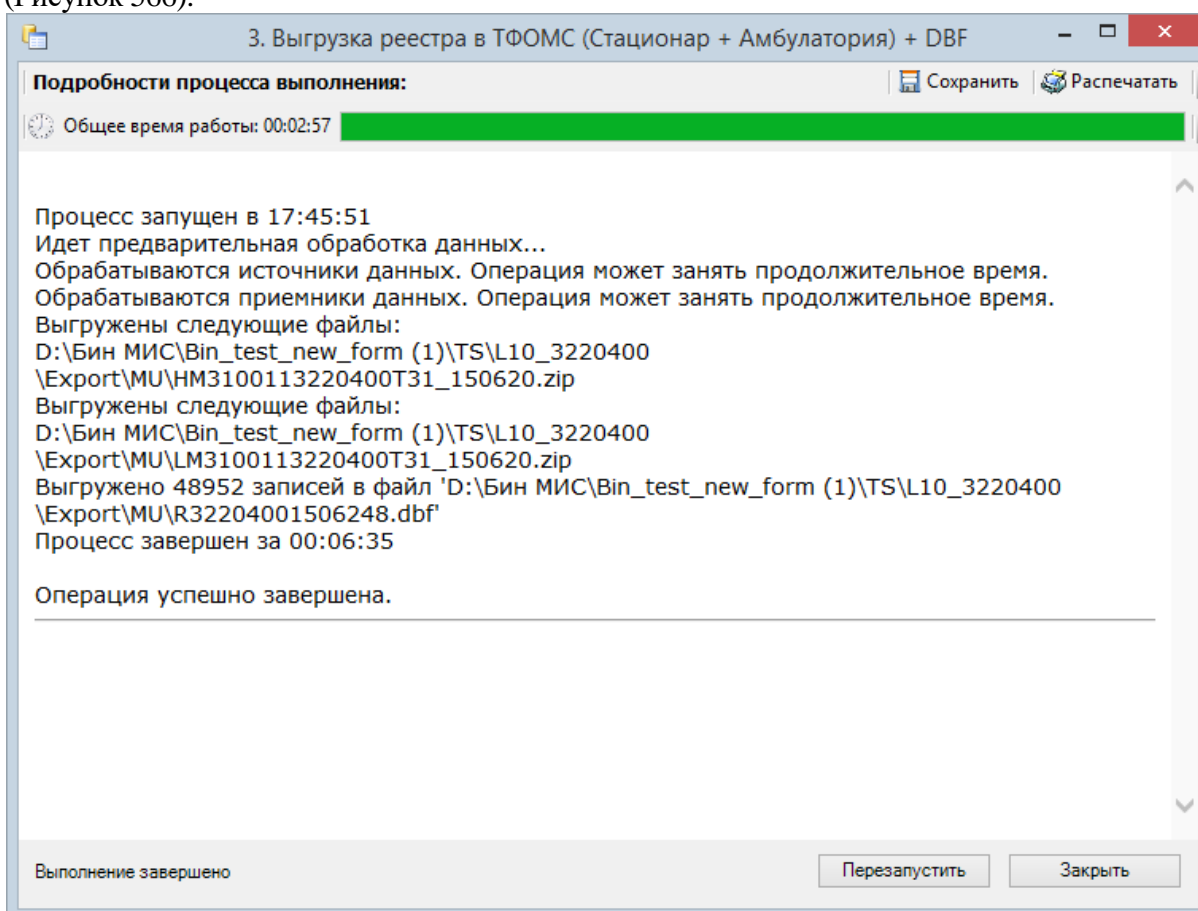 (Рисунок 368).
3. Выгрузка реестра в ТФОМС (Стационар + Амбулатория) + DBF
Подробности процесса выполнения:
Сохранить
Распечатать
Общее время работы: 00:02:57
Процесс запущен в 17:45:51
Идет предварительная обработка данных...
Обрабатываются источники данных. Операция может занять продолжительное время.
Обрабатываются приемники данных. Операция может занять продолжительное время.
Выгружены следующие файлы:
D:\Бин МИС\Bin_test_new_form (1)\TS\L10_3220400
\Export\MU\HM3100113220400T31_150620.zip
Выгружены следующие файлы:
D:\Бин МИС\Bin_test_new_form (1)\TS\L10_3220400
\Export\MU\LM3100113220400T31_150620.zip
Выгружено 48952 записей в файл 'D:\Бин МИС\Bin_test_new_form (1)\TS\L10_3220400
\Export\MU\R32204001506248.dbf'
Процесс завершен за 00:06:35
Операция успешно завершена.
Выполнение завершено
Перезапустить
Закрыть